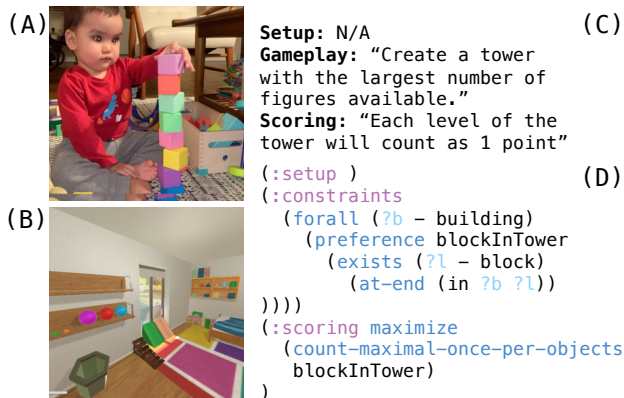 (A)
(B)
Setup: N/A
(C)
Gameplay: “Create a tower
with the largest number of
figures available.”
Scoring: “Each level of the
tower will count as 1 point”
(:setup )
(D)
(:constraints
(forall (?b – building)
(preference blockInTower
(exists (?l – block)
(at–end (in ?b ?l))
))))
(:scoring maximize
(count–maximal–once–per–objects
blockInTower)
)